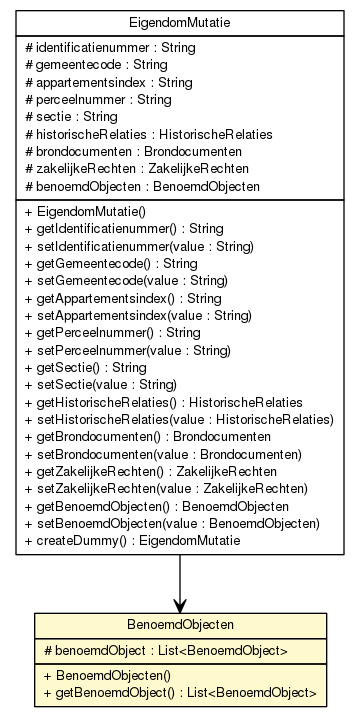 EigendomMutatie
# identificatienummer : String
# gemeentecode : String
# appartementsindex : String
# perceelnummer : String
# sectie : String
# historischeRelaties : HistorischeRelaties
# brondocumenten : Brondocumenten
# zakelijkeRechten : ZakelijkeRechten
# benoemdObjecten : BenoemdObjecten
+ EigendomMutatie()
+ getIdentificatienummer() : String
+ setIdentificatienummer(value : String)
+ getGemeentecode() : String
+ setGemeentecode(value : String)
+ getAppartementsindex() : String
+ setAppartementsindex(value : String)
+ getPerceelnummer() : String
+ setPerceelnummer(value : String)
+ getSectie() : String
+ setSectie(value : String)
+ getHistorischeRelaties() : HistorischeRelaties
+ setHistorischeRelaties(value : HistorischeRelaties)
+ getBrondocumenten() : Brondocumenten
+ setBrondocumenten(value : Brondocumenten)
+ getZakelijkeRechten() : ZakelijkeRechten
+ setZakelijkeRechten(value : ZakelijkeRechten)
+ getBenoemdObjecten() : BenoemdObjecten
+ setBenoemdObjecten(value : BenoemdObjecten)
+ createDummy() : EigendomMutatie
BenoemdObjecten
# benoemdObject : List<BenoemdObject>
+ BenoemdObjecten()
+ getBenoemdObject() : List<BenoemdObject>